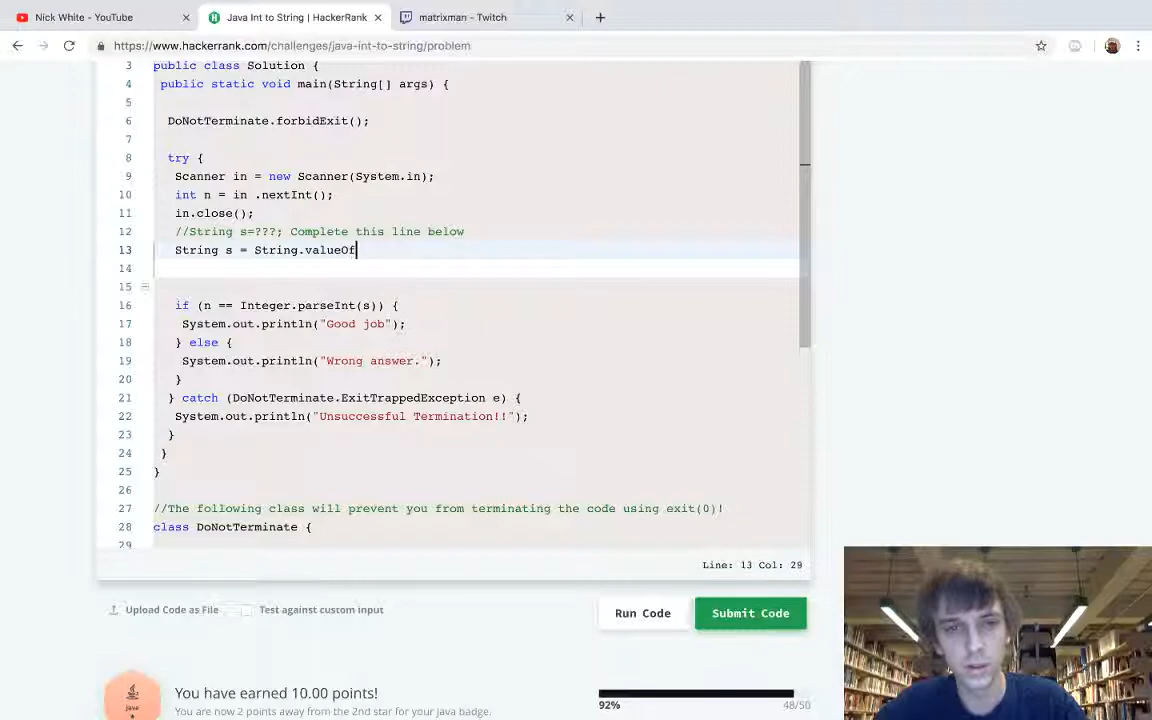 Nick White - YouTube
Java Int to String | HackerRank
matrixman - Twitch
https://www.hackerrank.com/challenges/java-int-to-string/problem
3 public class Solution {
4 public static void main(String[] args) {
5
6 DoNotTerminate.forbidExit();
7
8 try {
9 Scanner in = new Scanner(System.in);
10 int n = in .nextInt();
11 in.close();
12 //String s=???; Complete this line below
13 String s = String.valueOf
14
15
16 if (n == Integer.parseInt(s)) {
17 System.out.println("Good job");
18 } else {
19 System.out.println("Wrong answer.");
20 }
21 } catch (DoNotTerminate.ExitTrappedException e) {
22 System.out.println("Unsuccessful Termination!!");
23 }
24 }
25 }
26
27 //The following class will prevent you from terminating the code using exit(0)!
28 class DoNotTerminate {
29
Line: 13 Col: 29
Upload Code as File
Test against custom input
Run Code
Submit Code
You have earned 10.00 points!
You are now 2 points away from the 2nd star for your java badge.
92%
48/50
Java